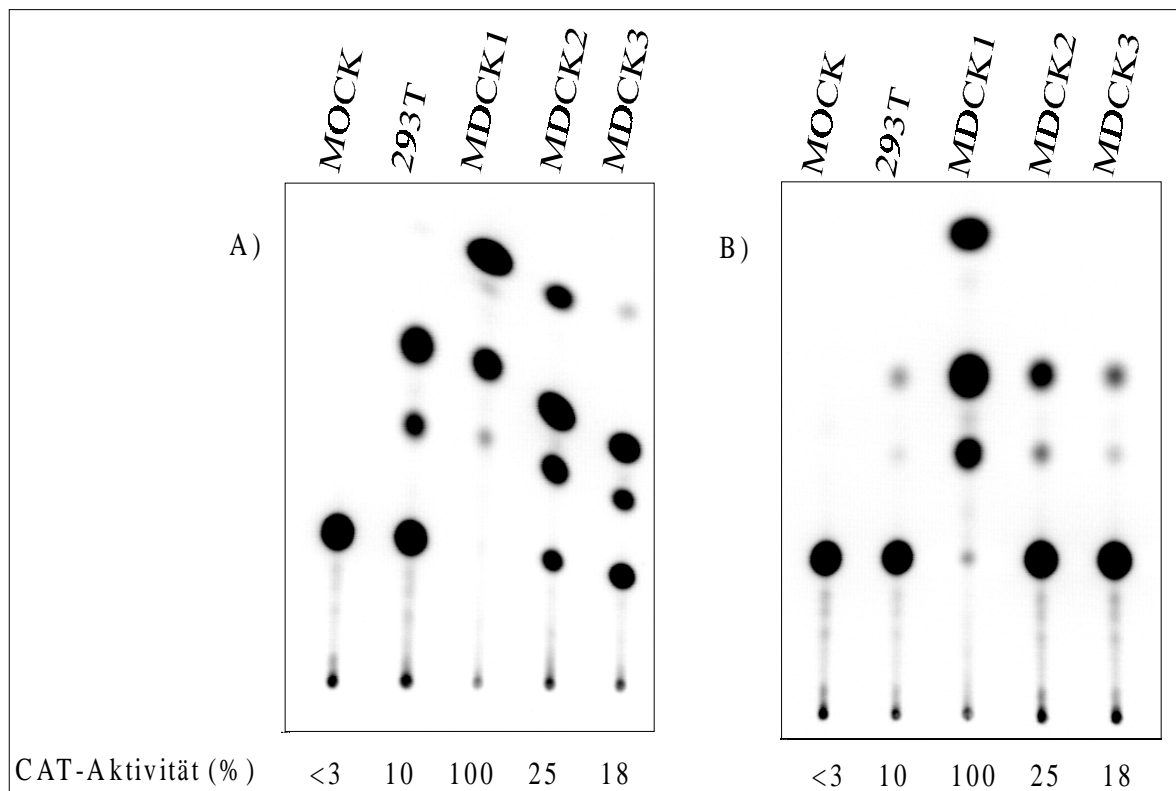 MOCK 293T MDCK1 MDCK2 MDCK3
MOCK 293T MDCK1 MDCK2 MDCK3
A)
B)
CAT-Aktivität (%) <3 10 100 25 18 <3 10 100 25 18